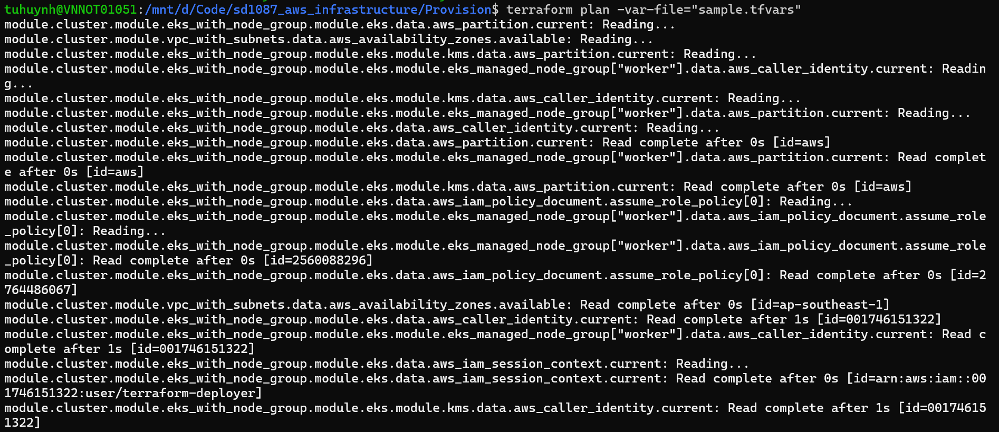 tuhuynh@VNNOT01051:/mnt/d/Code/sd1087_aws_infrastructure/Provision$ terraform plan -var-file="sample.tfvars"
module.cluster.module.eks_with_node_group.module.eks.data.aws_partition.current: Reading...
module.cluster.module.vpc_with_subnets.data.aws_availability_zones.available: Reading...
module.cluster.module.eks_with_node_group.module.eks.module.kms.data.aws_partition.current: Reading...
module.cluster.module.eks_with_node_group.module.eks.module.eks_managed_node_group["worker"].data.aws_caller_identity.current: Readin
g...
module.cluster.module.eks_with_node_group.module.eks.module.kms.data.aws_caller_identity.current: Reading...
module.cluster.module.eks_with_node_group.module.eks.module.eks_managed_node_group["worker"].data.aws_partition.current: Reading...
module.cluster.module.eks_with_node_group.module.eks.data.aws_caller_identity.current: Reading...
module.cluster.module.eks_with_node_group.module.eks.data.aws_partition.current: Read complete after 0s [id=aws]
module.cluster.module.eks_with_node_group.module.eks.module.eks_managed_node_group["worker"].data.aws_partition.current: Read complet
e after 0s [id=aws]
module.cluster.module.eks_with_node_group.module.eks.module.kms.data.aws_partition.current: Read complete after 0s [id=aws]
module.cluster.module.eks_with_node_group.module.eks.data.aws_iam_policy_document.assume_role_policy[0]: Reading...
module.cluster.module.eks_with_node_group.module.eks.module.eks_managed_node_group["worker"].data.aws_iam_policy_document.assume_role
_policy[0]: Reading...
module.cluster.module.eks_with_node_group.module.eks.module.eks_managed_node_group["worker"].data.aws_iam_policy_document.assume_role
_policy[0]: Read complete after 0s [id=2560088296]
module.cluster.module.eks_with_node_group.module.eks.data.aws_iam_policy_document.assume_role_policy[0]: Read complete after 0s [id=2
764486067]
module.cluster.module.vpc_with_subnets.data.aws_availability_zones.available: Read complete after 0s [id=ap-southeast-1]
module.cluster.module.eks_with_node_group.module.eks.data.aws_caller_identity.current: Read complete after 1s [id=001746151322]
module.cluster.module.eks_with_node_group.module.eks.module.eks_managed_node_group["worker"].data.aws_caller_identity.current: Read c
omplete after 1s [id=001746151322]
module.cluster.module.eks_with_node_group.module.eks.data.aws_iam_session_context.current: Reading...
module.cluster.module.eks_with_node_group.module.eks.data.aws_iam_session_context.current: Read complete after 0s [id=arn:aws:iam::00
1746151322:user/terraform-deployer]
module.cluster.module.eks_with_node_group.module.eks.module.kms.data.aws_caller_identity.current: Read complete after 1s [id=00174615
1322]